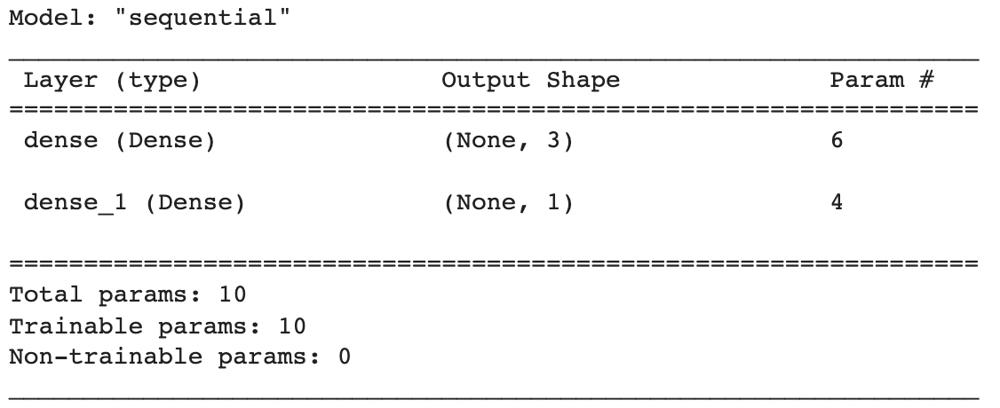 Model: "sequential"
_________________________________________________________________
Layer (type) Output Shape Param #
=================================================================
dense (Dense) (None, 3) 6
dense_1 (Dense) (None, 1) 4
=================================================================
Total params: 10
Trainable params: 10
Non-trainable params: 0
_________________________________________________________________